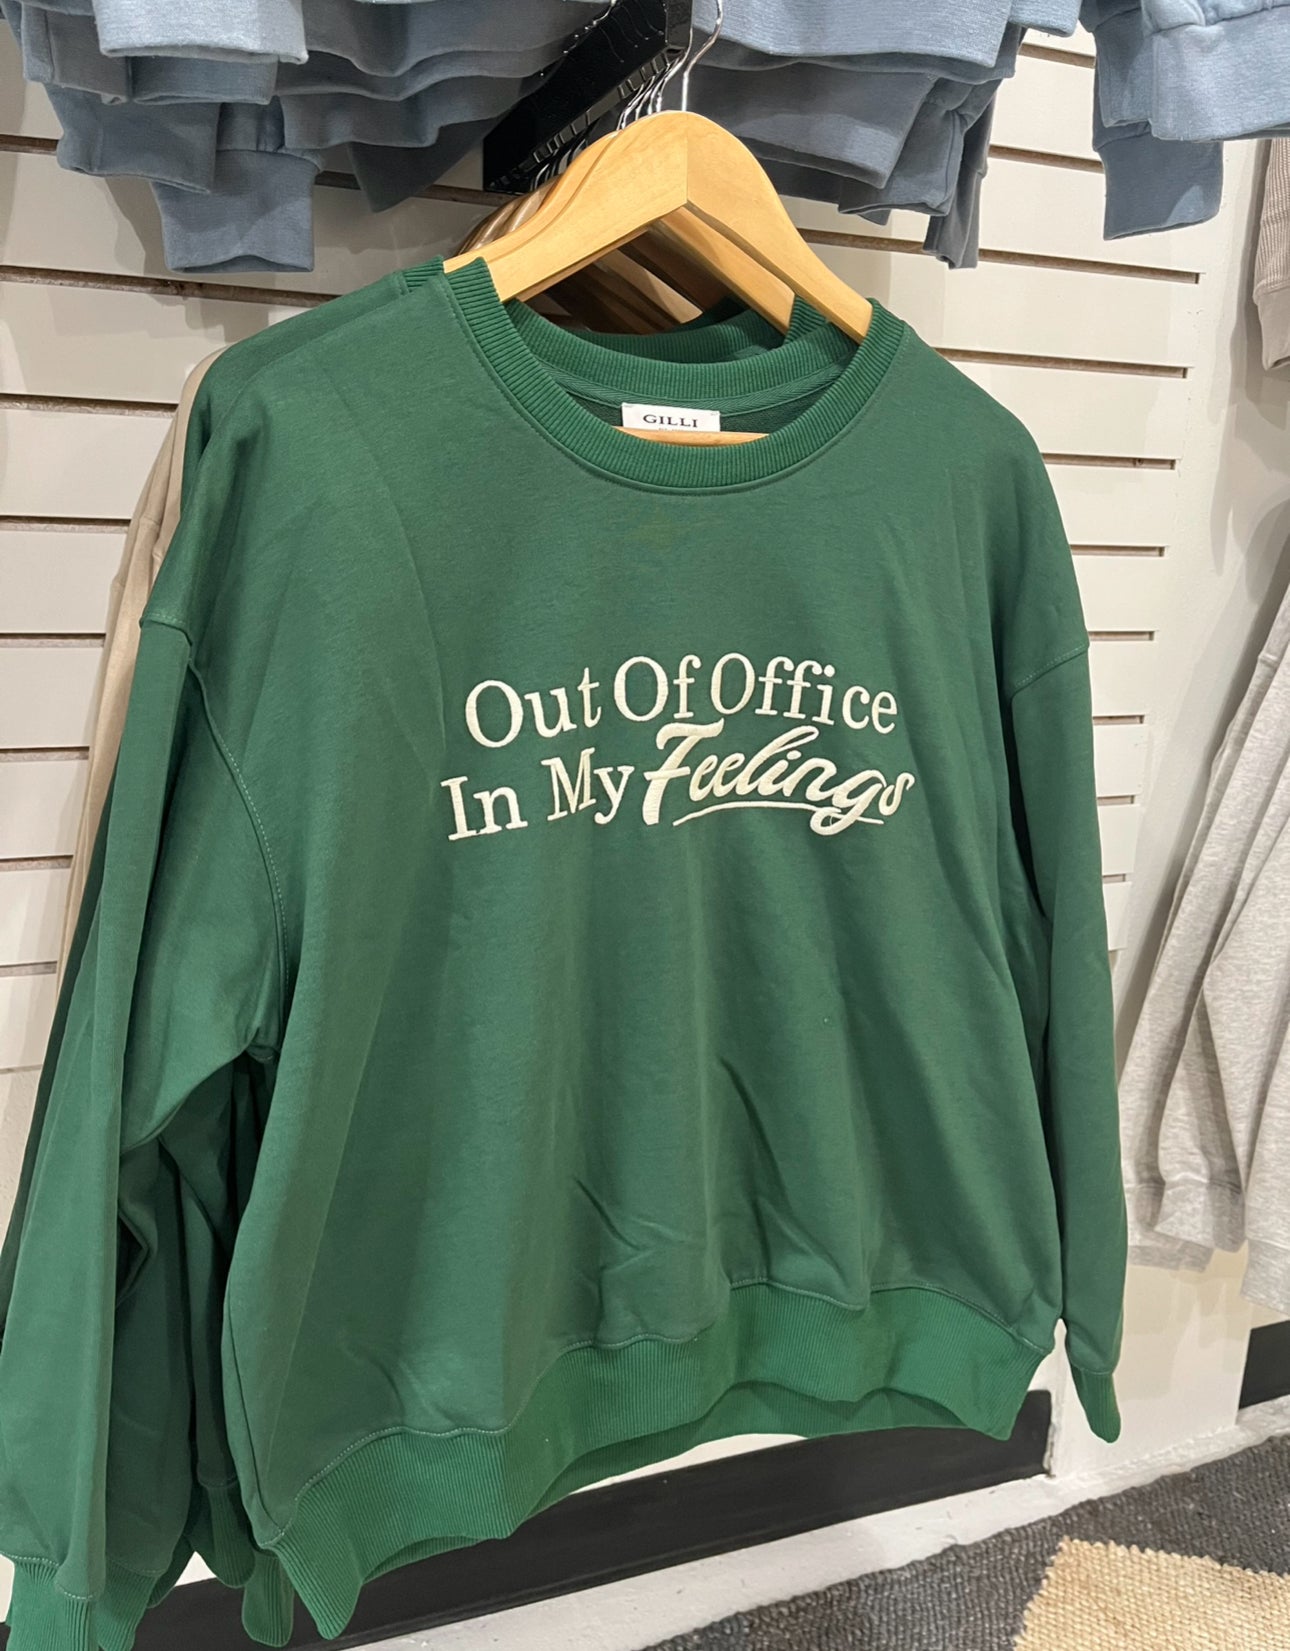 GILLI
Out Of Office
In My Feelings